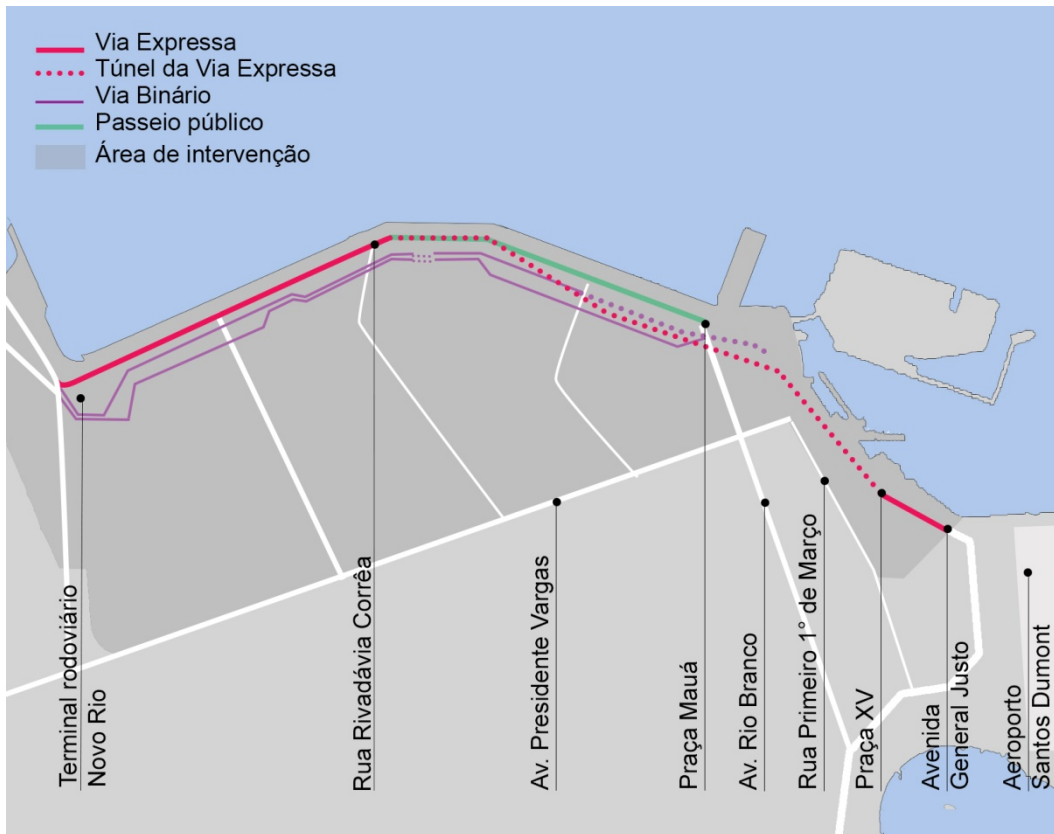 Via Expressa
Túnel da Via Expressa
Via Binário
Passeio público
Área de intervenção
Terminal rodoviário
Novo Rio
Rua Rivadávia Corrêa
Av. Presidente Vargas
Praça Mauá
Av. Rio Branco
Rua Primeiro 1° de Março
Praça XV
Avenida
General Justo
Aeroporto
Santos Dumont